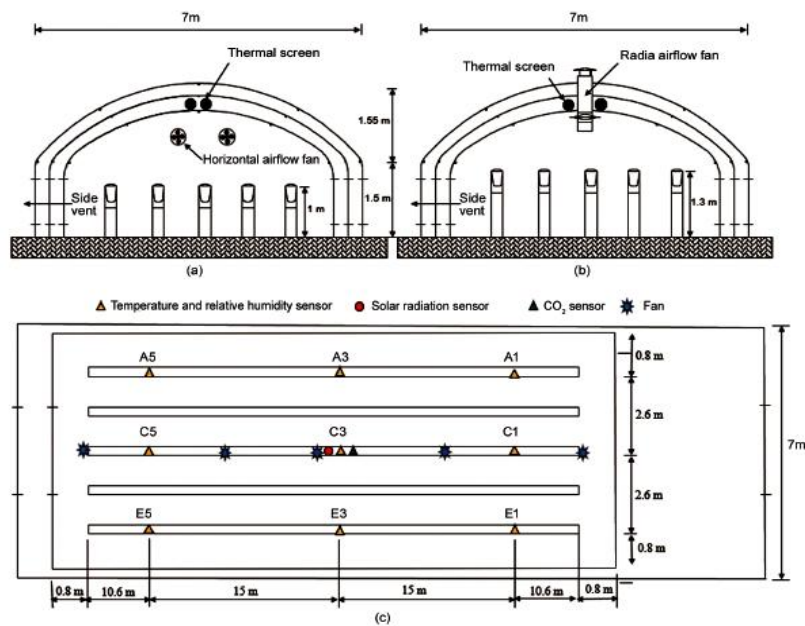 7m
Thermal screen
Horizontal airflow fan
Side
vent
1 m
1.55 m
1.5 m
(a)
7m
Thermal screen
Radia airflow fan
Side
vent
1.3 m
(b)
Temperature and relative humidity sensor
Solar radiation sensor
CO₂ sensor
Fan
A5 A3 A1
C5 C3 C1
E5 E3 E1
0.8 m
2.6 m
2.6 m
0.8 m
7m
0.8 m 10.6 m 15 m 15 m 10.6 m 0.8 m
(c)